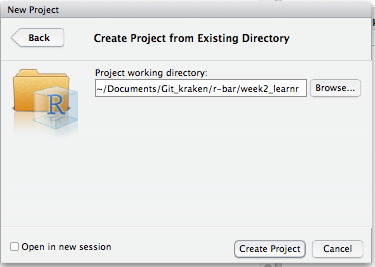 New Project
Back
Create Project from Existing Directory
Project working directory:
~/Documents/Git_kraken/r-bar/week2_learnr
Browse...
R
Open in new session
Create Project
Cancel